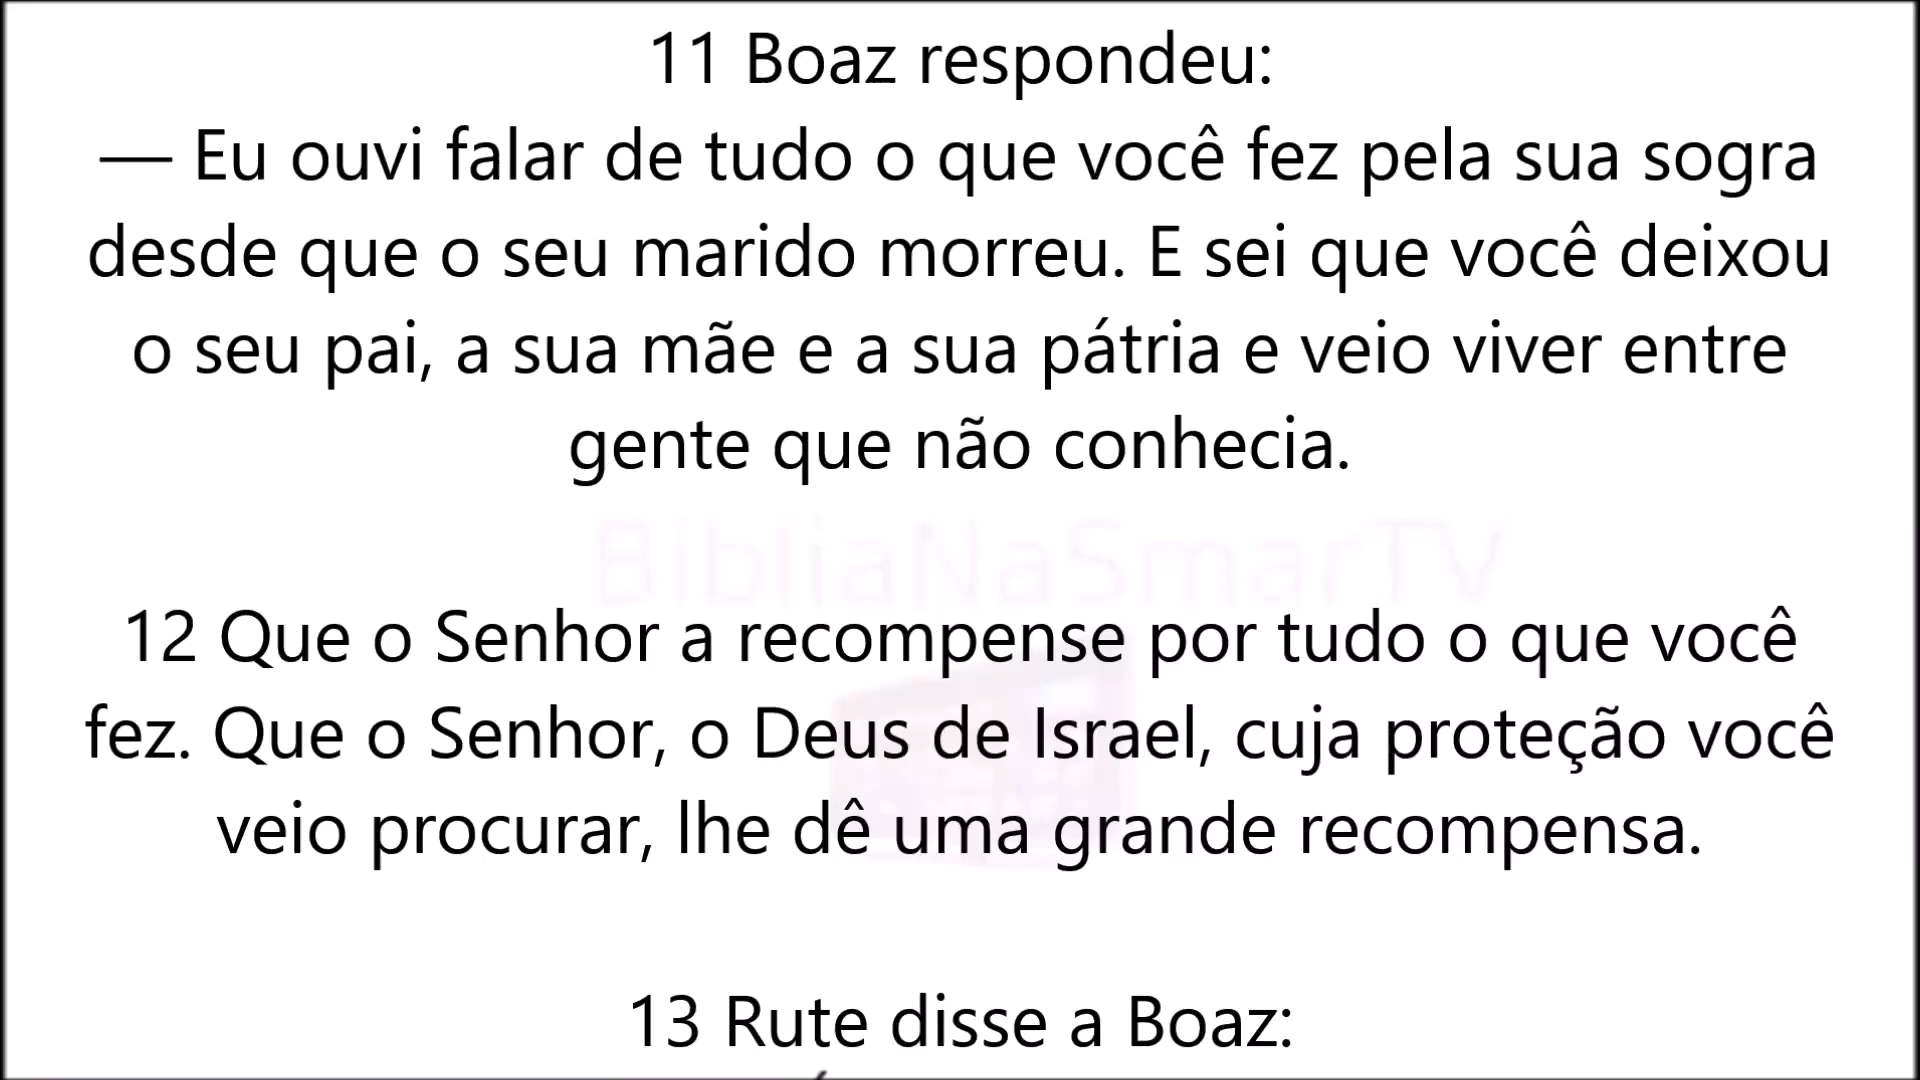 11 Boaz respondeu:
— Eu ouvi falar de tudo o que você fez pela sua sogra
desde que o seu marido morreu. E sei que você deixou
o seu pai, a sua mãe e a sua pátria e veio viver entre
gente que não conhecia.
BibliaNaSmarTV
12 Que o Senhor a recompense por tudo o que você
fez. Que o Senhor, o Deus de Israel, cuja proteção você
veio procurar, lhe dê uma grande recompensa.
13 Rute disse a Boaz: